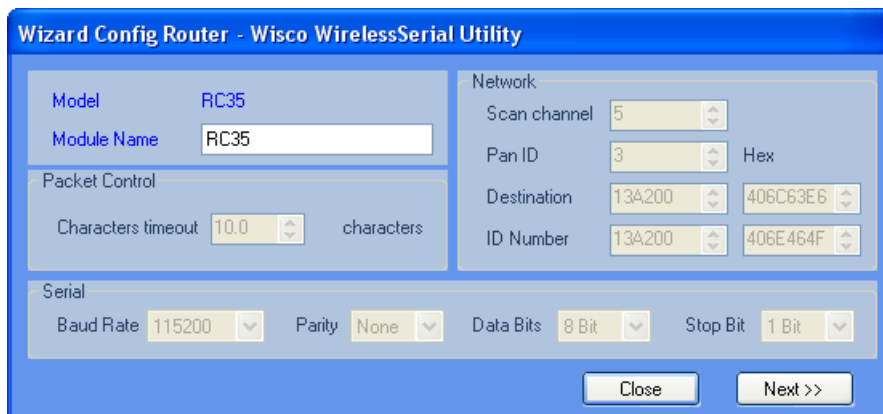 Wizard Config Router - Wisco WirelessSerial Utility
Model RC35
Module Name RC35
Packet Control
Characters timeout 10.0 characters
Network
Scan channel 5
Pan ID 3 Hex
Destination 13A200 406C63E6
ID Number 13A200 406E464F
Serial
Baud Rate 115200 Parity None Data Bits 8 Bit Stop Bit 1 Bit
Close Next >>